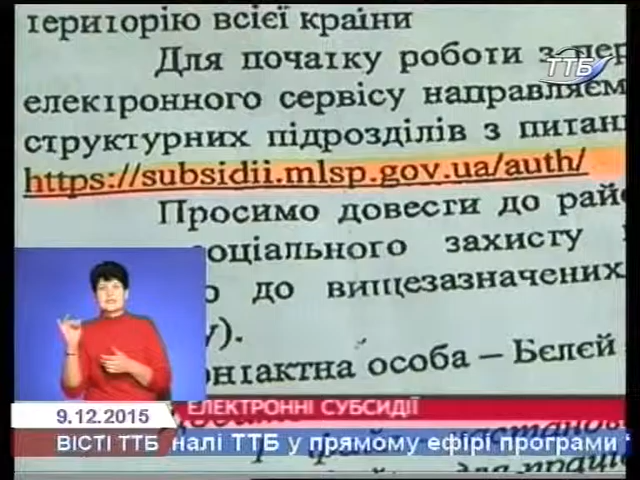 територію всієї країни
Для початку роботи з
електронного сервісу направляєм
структурних підрозділів з питан
https://subsidii.mlsp.gov.ua/auth/
Просимо довести до рай
соціального захисту
до вищезазначених
у).
контактна особа – Бєлєй
ТТБ
ЕЛЕКТРОННІ СУБСИДІЇ
9.12.2015
ВІСТІ ТТБ налі ТТБ у прямому ефірі програми "